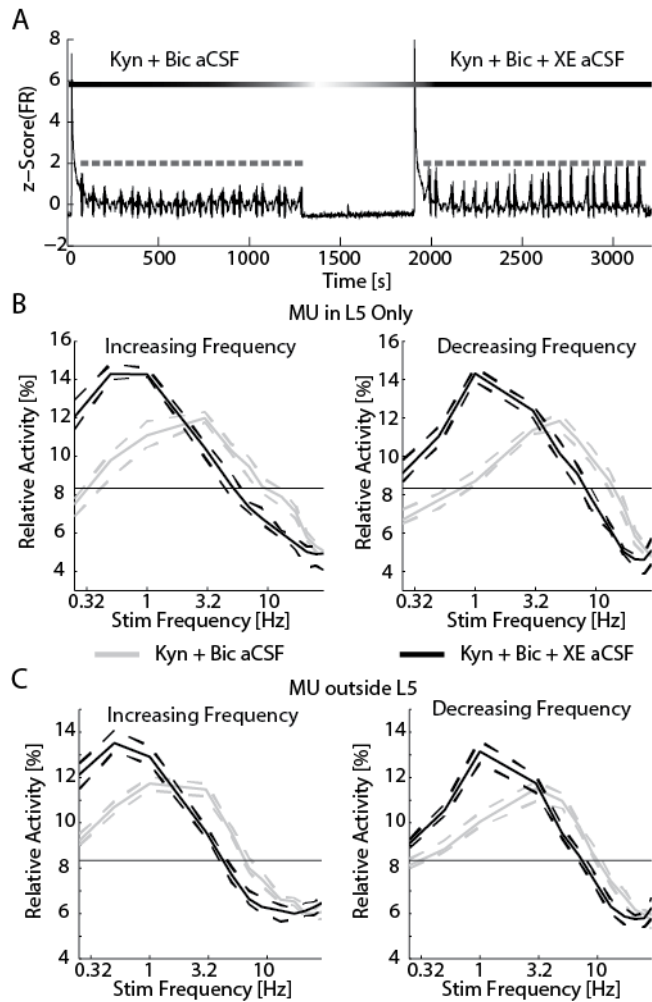 A
Kyn + Bic aCSF
Kyn + Bic + XE aCSF
z-Score(FR)
8
6
4
2
0
-2
0
500
1000
1500
2000
2500
3000
Time [s]
B
MU in L5 Only
Increasing Frequency
Relative Activity [%]
16
14
12
10
8
6
4
0.32
1
3.2
10
Stim Frequency [Hz]
Decreasing Frequency
Relative Activity [%]
16
14
12
10
8
6
4
0.32
1
3.2
10
Stim Frequency [Hz]
Kyn + Bic aCSF
Kyn + Bic + XE aCSF
C
MU outside L5
Increasing Frequency
Relative Activity [%]
14
12
10
8
6
4
0.32
1
3.2
10
Stim Frequency [Hz]
Decreasing Frequency
Relative Activity [%]
14
12
10
8
6
4
0.32
1
3.2
10
Stim Frequency [Hz]